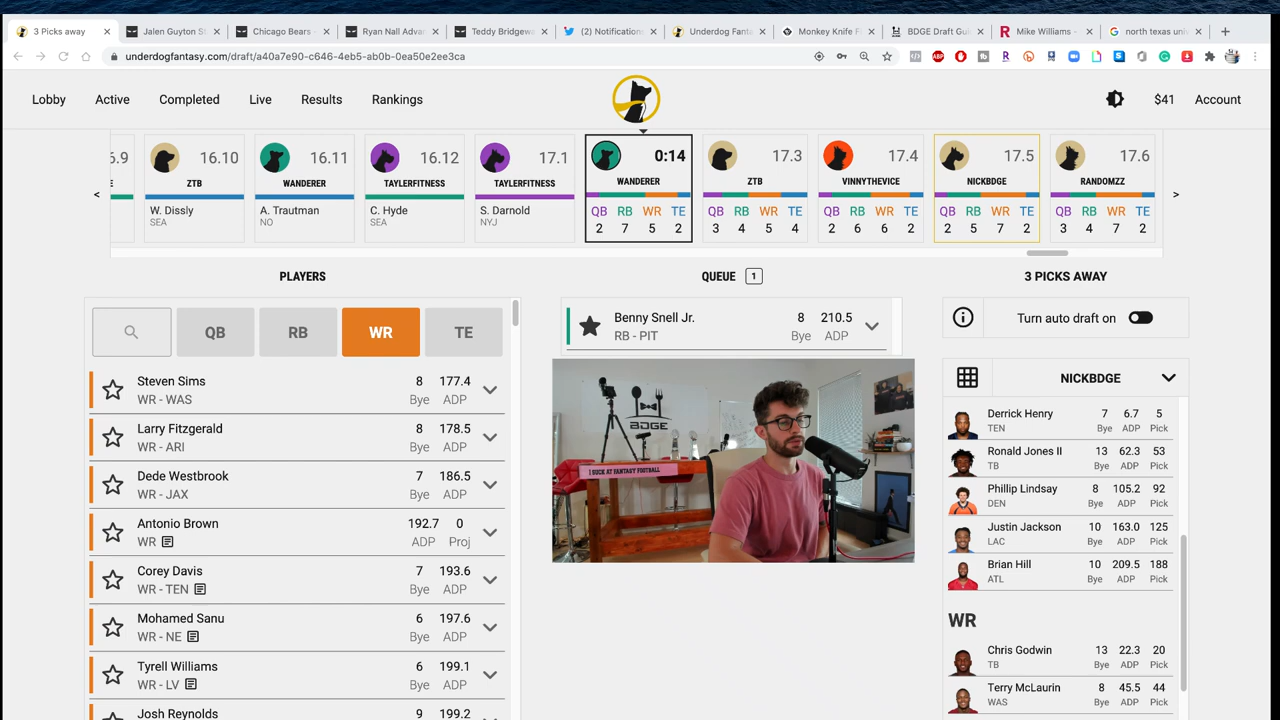 3 Picks away
Jalen Guyton St
Chicago Bears -
Ryan Nall Adva
Teddy Bridgew
(2) Notifications
Underdog Fanta
Monkey Knife F
BDGE Draft Gu
Mike Williams -
north texas uni
underdogfantasy.com/draft/a40a7e90-c646-4eb5-ab0b-0ea50e2ee3ca
Lobby
Active
Completed
Live
Results
Rankings
$41
Account
6.9
16.10
ZTB
W. Dissly
SEA
16.11
WANDERER
A. Trautman
NO
16.12
TAYLERFITNESS
C. Hyde
SEA
17.1
TAYLERFITNESS
S. Darnold
NYJ
0:14
WANDERER
QB RB WR TE
2 7 5 2
17.3
ZTB
QB RB WR TE
3 4 5 4
17.4
VINNYTHEVICE
QB RB WR TE
2 6 6 2
17.5
NICKBDGE
QB RB WR TE
2 5 7 2
17.6
RANDOMZZ
QB RB WR TE
3 4 7 2
<
>
PLAYERS
QUEUE 1
3 PICKS AWAY
QB
RB
WR
TE
Steven Sims 8 177.4
WR - WAS Bye ADP
Larry Fitzgerald 8 178.5
WR - ARI Bye ADP
Dede Westbrook 7 186.5
WR - JAX Bye ADP
Antonio Brown 192.7 0
WR ADP Proj
Corey Davis 7 193.6
WR - TEN Bye ADP
Mohamed Sanu 6 197.6
WR - NE Bye ADP
Tyrell Williams 6 199.1
WR - LV Bye ADP
Josh Reynolds 9 199.2
Benny Snell Jr. 8 210.5
RB - PIT Bye ADP
BDGE
I SUCK AT FANTASY FOOTBALL
Turn auto draft on
NICKBDGE
Derrick Henry 7 6.7 5
TEN Bye ADP Pick
Ronald Jones II 13 62.3 53
TB Bye ADP Pick
Phillip Lindsay 8 105.2 92
DEN Bye ADP Pick
Justin Jackson 10 163.0 125
LAC Bye ADP Pick
Brian Hill 10 209.5 188
ATL Bye ADP Pick
WR
Chris Godwin 13 22.3 20
TB Bye ADP Pick
Terry McLaurin 8 45.5 44
WAS Bye ADP Pick